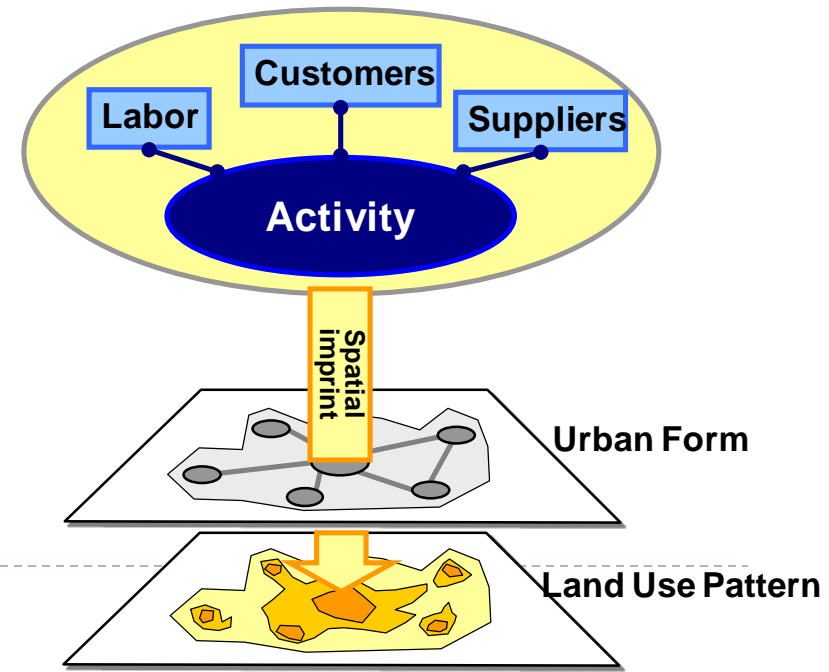 Customers
Labor
Suppliers
Activity
Spatial
imprint
Urban Form
Land Use Pattern